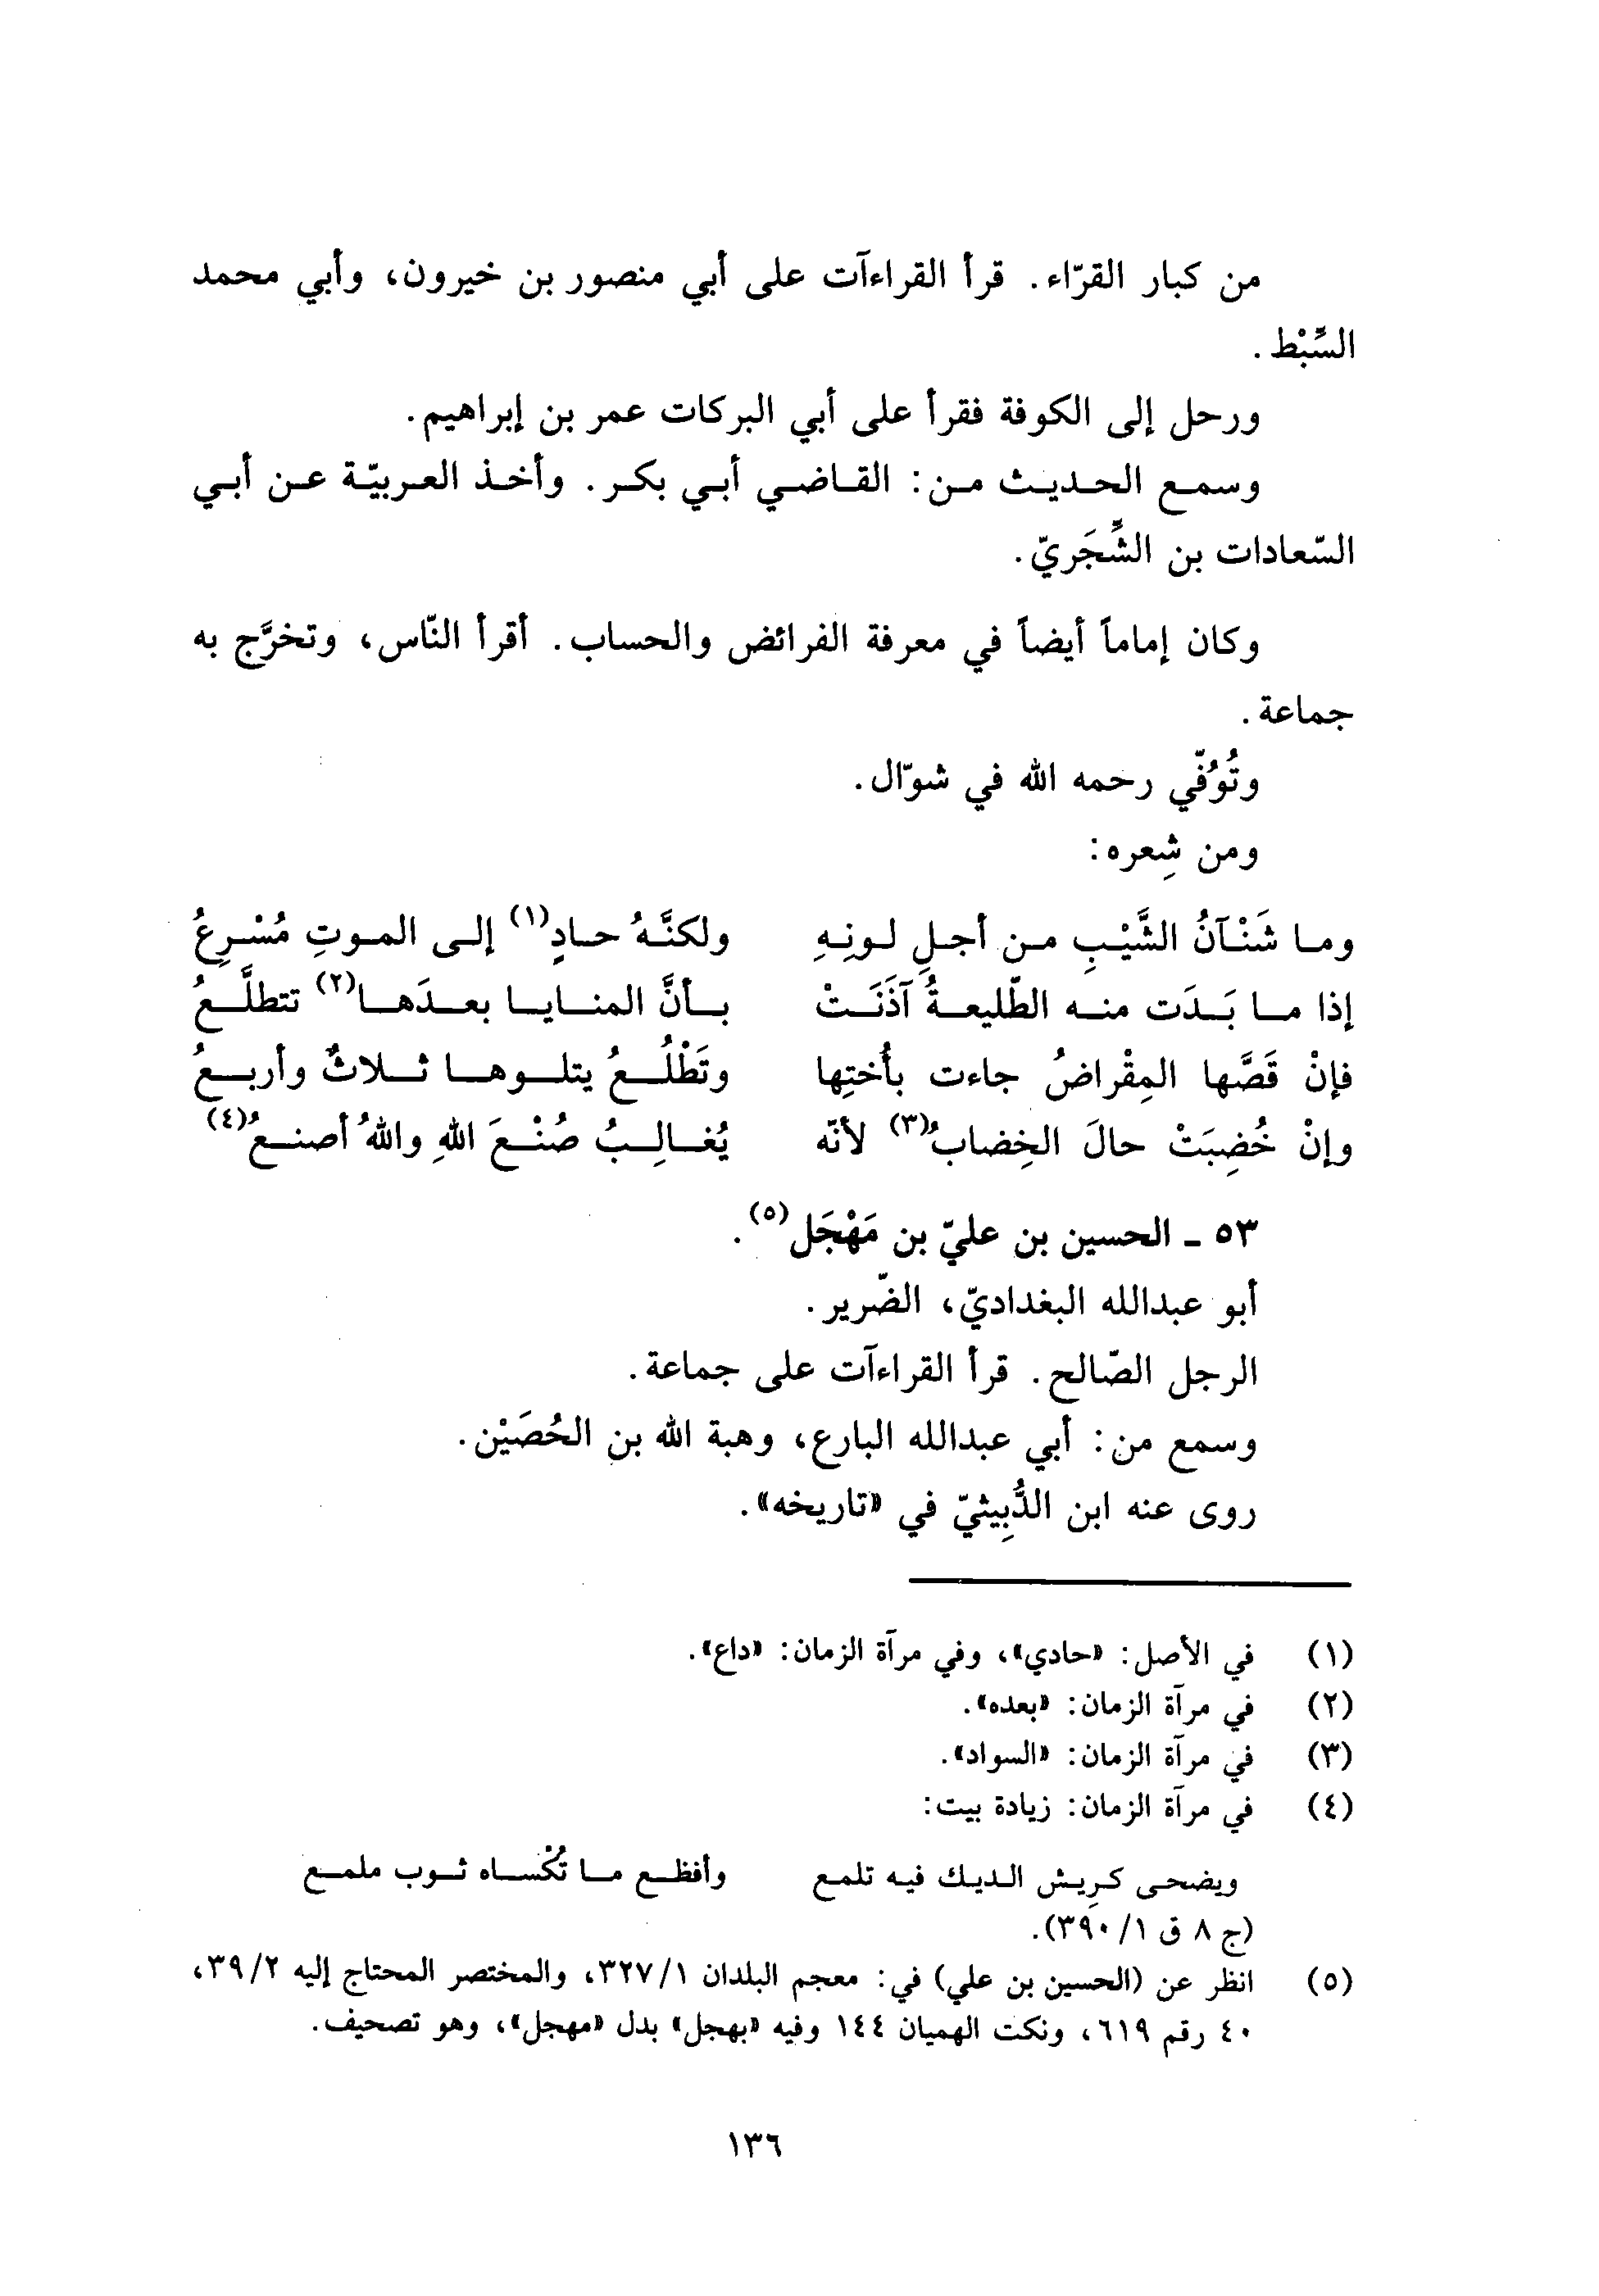 من كبار القرّاء. قرأ القراءآت على أبي منصور بن خيرون، وأبي محمد
السِّبْط.
ورحل إلى الكوفة فقرأ على أبي البركات عمر بن إبراهيم.
وسمع الحديث من: القاضي أبي بكر. وأخذ العربيّة عن أبي
السّعادات بن الشَّجَريّ.
وكان إماماً أيضاً في معرفة الفرائض والحساب. أقرأ النّاس، وتخرَّج به
جماعة.
وتُوُفّي رحمه الله في شوّال.
ومن شِعره:
وما شَنْآنُ الشَّيْبِ من أجلِ لونِهِ ولكنَّهُ حادٍ(١) إلى الموتِ مُسْرِعُ
إذا ما بَدَت منه الطّليعةُ آذَنَتْ بأنَّ المنايا بعدَها(٢) تتطلَّعُ
فإنْ قَصَّها المِقْراضُ جاءت بأُختِها وتَطْلُعُ يتلوها ثلاثٌ وأربعُ
وإنْ خُضِبَتْ حالَ الخِضابُ(٣) لأنّه يُغالِبُ صُنْعَ اللهِ واللهُ أصنعُ(٤)
٥٣ ـ الحسين بن عليّ بن مَهْجَل(٥).
أبو عبدالله البغداديّ، الضّرير.
الرجل الصّالح. قرأ القراءآت على جماعة.
وسمع من: أبي عبدالله البارع، وهبة الله بن الحُصَيْن.
روى عنه ابن الدُّبِيثيّ في «تاريخه».
(١) في الأصل: «حادي»، وفي مرآة الزمان: «داع».
(٢) في مرآة الزمان: «بعده».
(٣) في مرآة الزمان: «السواد».
(٤) في مرآة الزمان: زيادة بيت:
ويضحى كرِيش الديك فيه تلمع وأفظع ما تُكْساه ثوب ملمع
(ج ٨ ق ١/ ٣٩٠).
(٥) انظر عن (الحسين بن علي) في: معجم البلدان ١/ ٣٢٧، والمختصر المحتاج إليه ٢/ ٣٩،
٤٠ رقم ٦١٩، ونكت الهميان ١٤٤ وفيه «بهجل» بدل «مهجل»، وهو تصحيف.
١٣٦